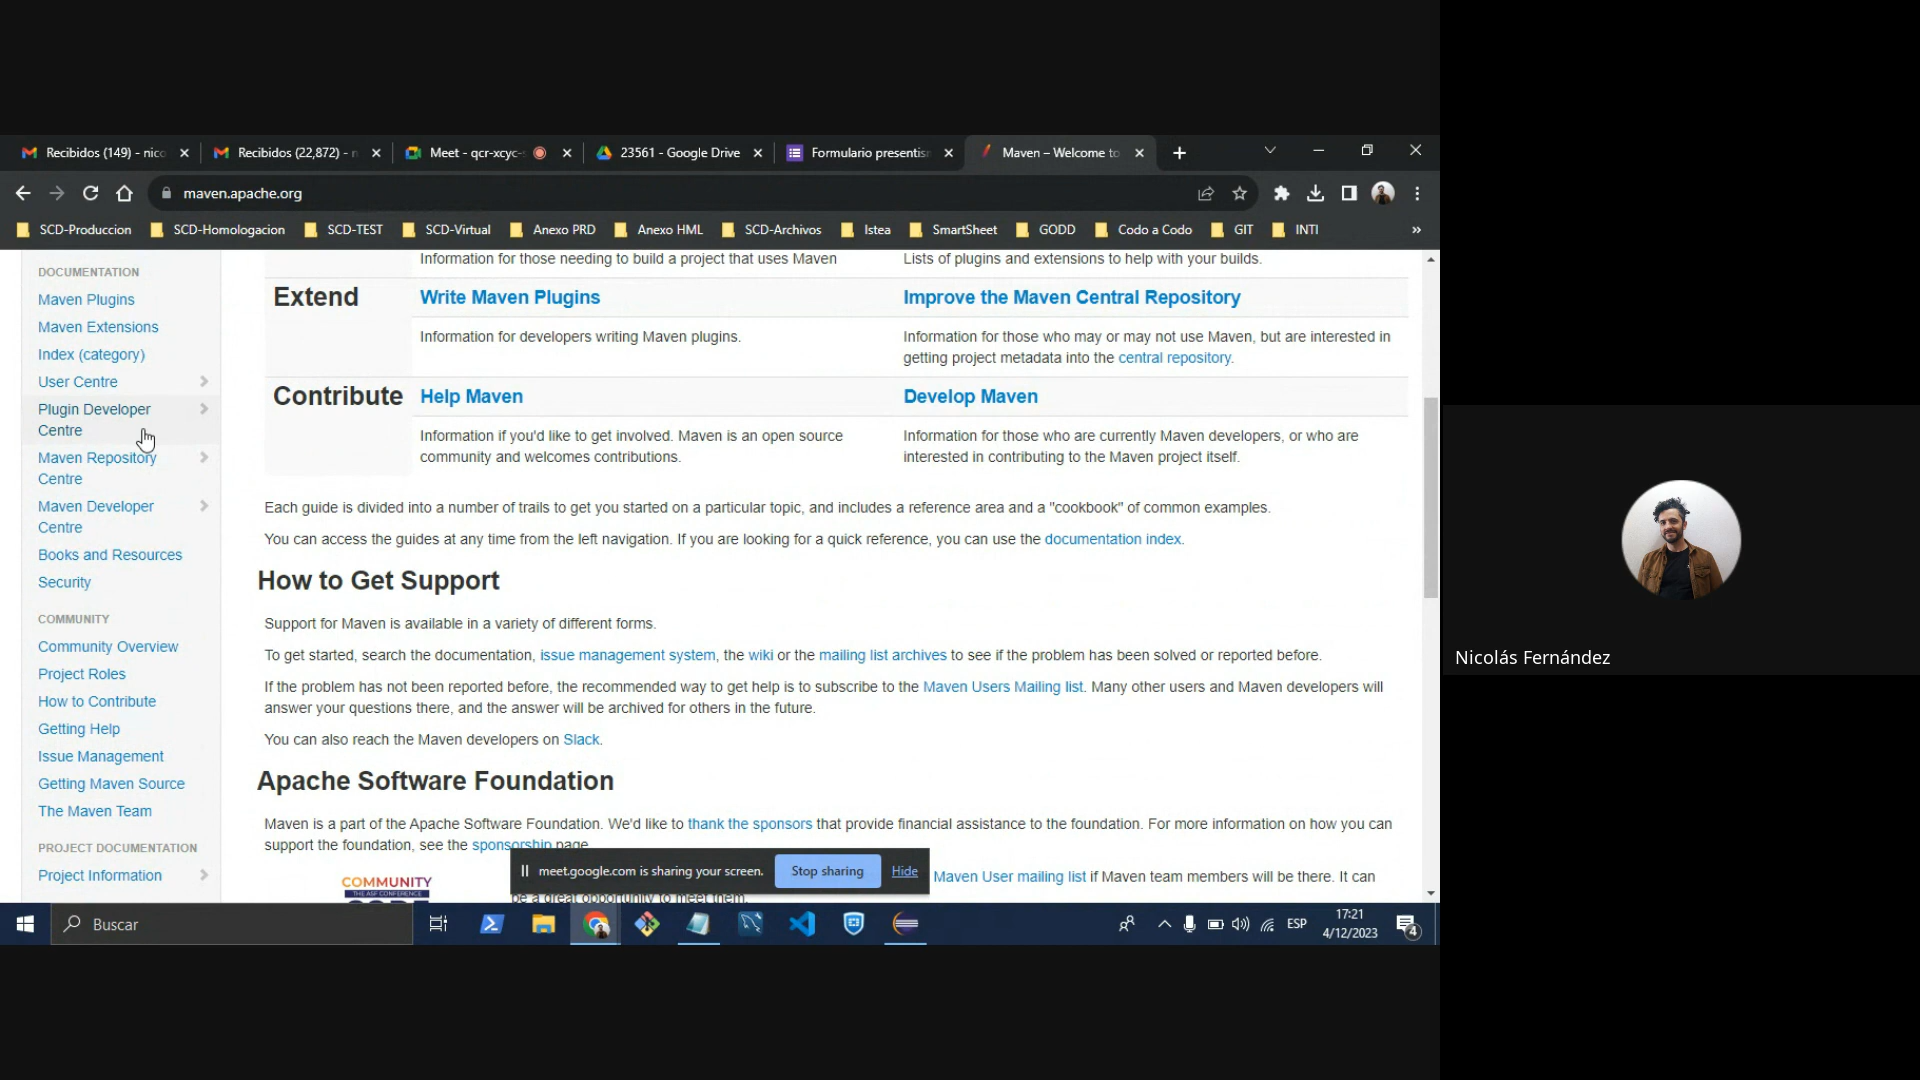 Recibidos (149) - nico
Recibidos (22,872) - n
Meet - qcr-xcyc-
23561 - Google Drive
Formulario presentis
Maven – Welcome to
maven.apache.org
SCD-Produccion
SCD-Homologacion
SCD-TEST
SCD-Virtual
Anexo PRD
Anexo HML
SCD-Archivos
Istea
SmartSheet
GODD
Codo a Codo
GIT
INTI
»
DOCUMENTATION
Maven Plugins
Maven Extensions
Index (category)
User Centre
Plugin Developer
Centre
Maven Repository
Centre
Maven Developer
Centre
Books and Resources
Security
COMMUNITY
Community Overview
Project Roles
How to Contribute
Getting Help
Issue Management
Getting Maven Source
The Maven Team
PROJECT DOCUMENTATION
Project Information
Information for those needing to build a project that uses Maven
Lists of plugins and extensions to help with your builds.
Extend
Write Maven Plugins
Improve the Maven Central Repository
Information for developers writing Maven plugins.
Information for those who may or may not use Maven, but are interested in
getting project metadata into the central repository.
Contribute
Help Maven
Develop Maven
Information if you'd like to get involved. Maven is an open source
community and welcomes contributions.
Information for those who are currently Maven developers, or who are
interested in contributing to the Maven project itself.
Each guide is divided into a number of trails to get you started on a particular topic, and includes a reference area and a "cookbook" of common examples.
You can access the guides at any time from the left navigation. If you are looking for a quick reference, you can use the documentation index.
How to Get Support
Support for Maven is available in a variety of different forms.
To get started, search the documentation, issue management system, the wiki or the mailing list archives to see if the problem has been solved or reported before.
If the problem has not been reported before, the recommended way to get help is to subscribe to the Maven Users Mailing list. Many other users and Maven developers will
answer your questions there, and the answer will be archived for others in the future.
You can also reach the Maven developers on Slack.
Apache Software Foundation
Maven is a part of the Apache Software Foundation. We'd like to thank the sponsors that provide financial assistance to the foundation. For more information on how you can
support the foundation, see the sponsorship page.
COMMUNITY
THE ASF CONFERENCE
CODE
Maven User mailing list if Maven team members will be there. It can
be a great opportunity to meet them.
meet.google.com is sharing your screen.
Stop sharing
Hide
Buscar
ESP
17:21
4/12/2023
4
Nicolás Fernández